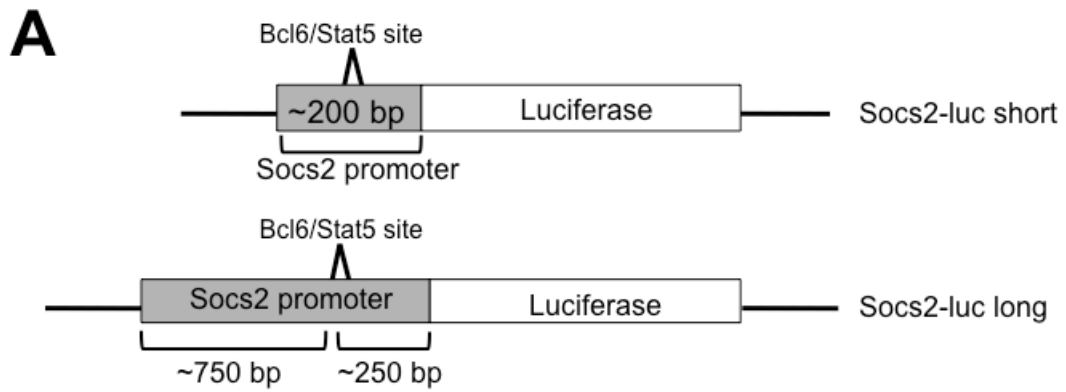 A
Bcl6/Stat5 site
~200 bp
Luciferase
Socs2-luc short
Socs2 promoter
Bcl6/Stat5 site
Socs2 promoter
Luciferase
Socs2-luc long
~750 bp
~250 bp